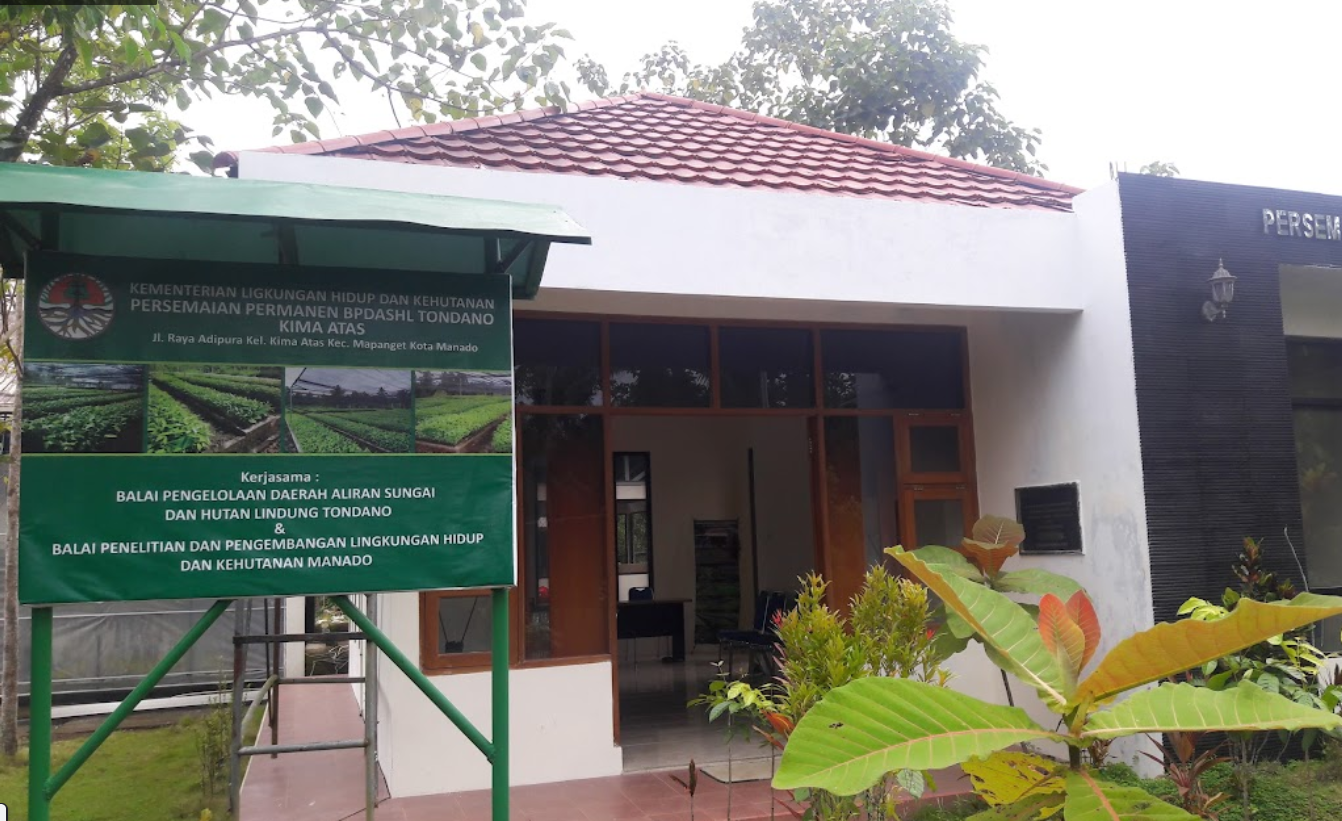 KEMENTERIAN LIGKUNGAN HIDUP DAN KEHUTANAN
PERSEMAIAN PERMANEN BPDASHL TONDANO
KIMA ATAS
Jl. Raya Adipura Kel. Kima Atas Kec. Mapanget Kota Manado
Kerjasama :
BALAI PENGELOLAAN DAERAH ALIRAN SUNGAI
DAN HUTAN LINDUNG TONDANO
&
BALAI PENELITIAN DAN PENGEMBANGAN LINGKUNGAN HIDUP
DAN KEHUTANAN MANADO
PERSEM